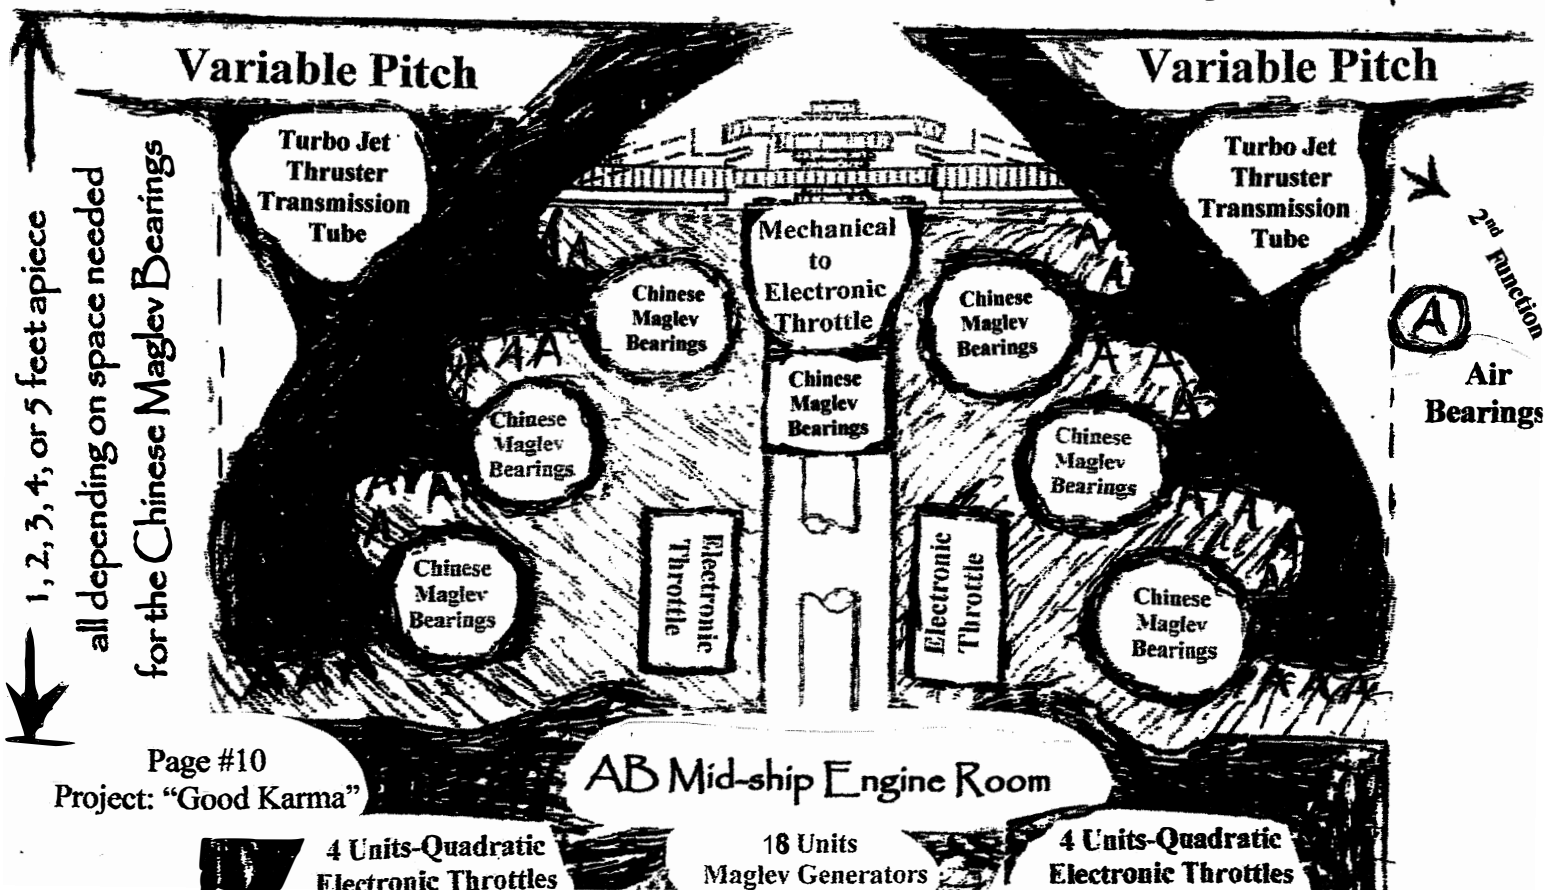 Variable Pitch
Variable Pitch
Turbo Jet
Thruster
Transmission
Tube
Turbo Jet
Thruster
Transmission
Tube
1, 2, 3, 4, or 5 feet apiece
all depending on space needed
for the Chinese Maglev Bearings
Mechanical
to
Electronic
Throttle
Chinese
Maglev
Bearings
Chinese
Maglev
Bearings
Chinese
Maglev
Bearings
2nd Function
A
Air
Bearings
A A
A A
A
A A A
A A
A
Chinese
Maglev
Bearings
Chinese
Maglev
Bearings
A A A
A
A A
A
A
Electronic
Throttle
Electronic
Throttle
Chinese
Maglev
Bearings
Chinese
Maglev
Bearings
A A A
A A A A
Page #10
Project: “Good Karma”
AB Mid-ship Engine Room
4 Units-Quadratic
Electronic Throttles
18 Units
Maglev Generators
4 Units-Quadratic
Electronic Throttles